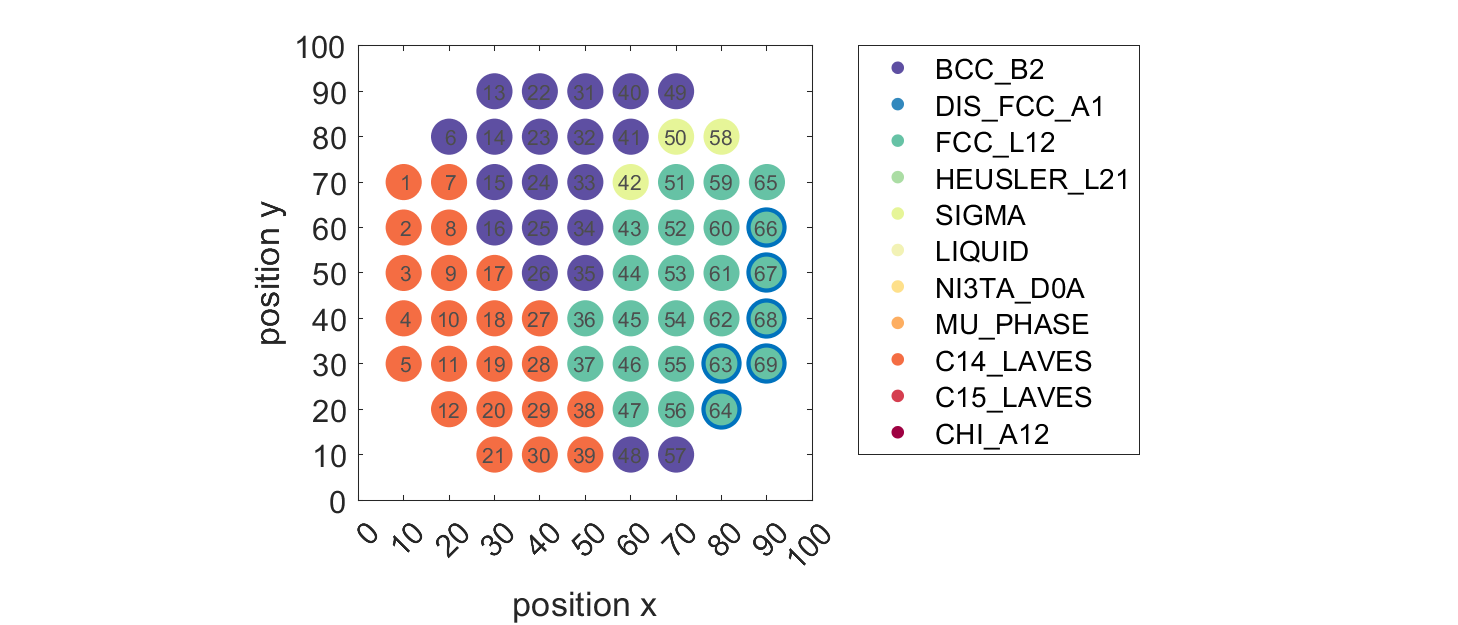 100
90
80
70
60
50
40
30
20
10
0
position y
13 22 31 40 49
6 14 23 32 41 50 58
1 7 15 24 33 42 51 59 65
2 8 16 25 34 43 52 60 66
3 9 17 26 35 44 53 61 67
4 10 18 27 36 45 54 62 68
5 11 19 28 37 46 55 63 69
12 20 29 38 47 56 64
21 30 39 48 57
0 10 20 30 40 50 60 70 80 90 100
position x
BCC_B2
DIS_FCC_A1
FCC_L12
HEUSLER_L21
SIGMA
LIQUID
NI3TA_D0A
MU_PHASE
C14_LAVES
C15_LAVES
CHI_A12